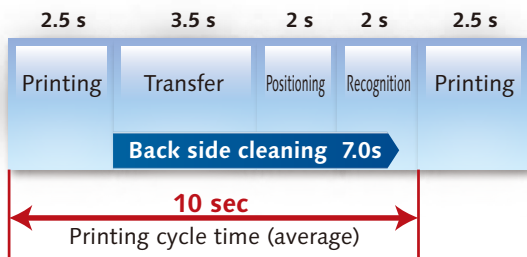 2.5 s 3.5 s 2 s 2 s 2.5 s
Printing Transfer Positioning Recognition Printing
Back side cleaning 7.0s
10 sec
Printing cycle time (average)